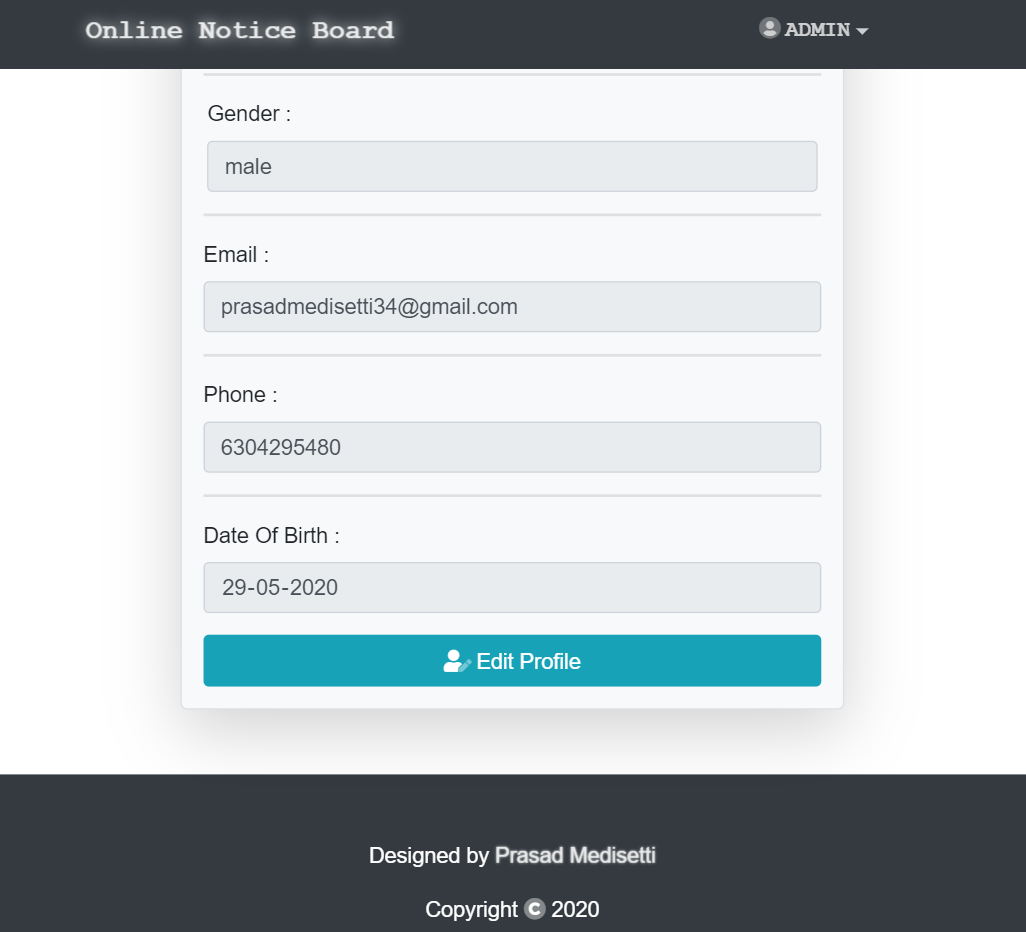 Online Notice Board
ADMIN
Gender :
male
Email :
prasadmedisetti34@gmail.com
Phone :
6304295480
Date Of Birth :
29-05-2020
Edit Profile
Designed by Prasad Medisetti
Copyright © 2020